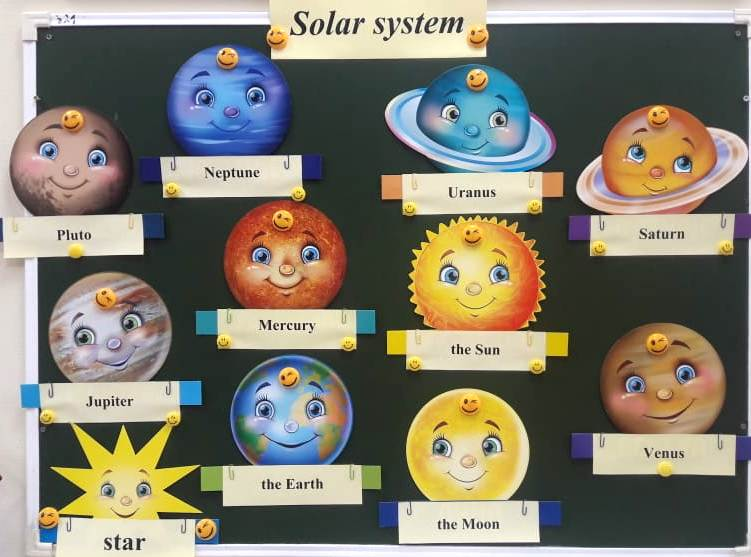 Solar system
Neptune
Uranus
Pluto
Saturn
Mercury
the Sun
Jupiter
Venus
the Earth
the Moon
star